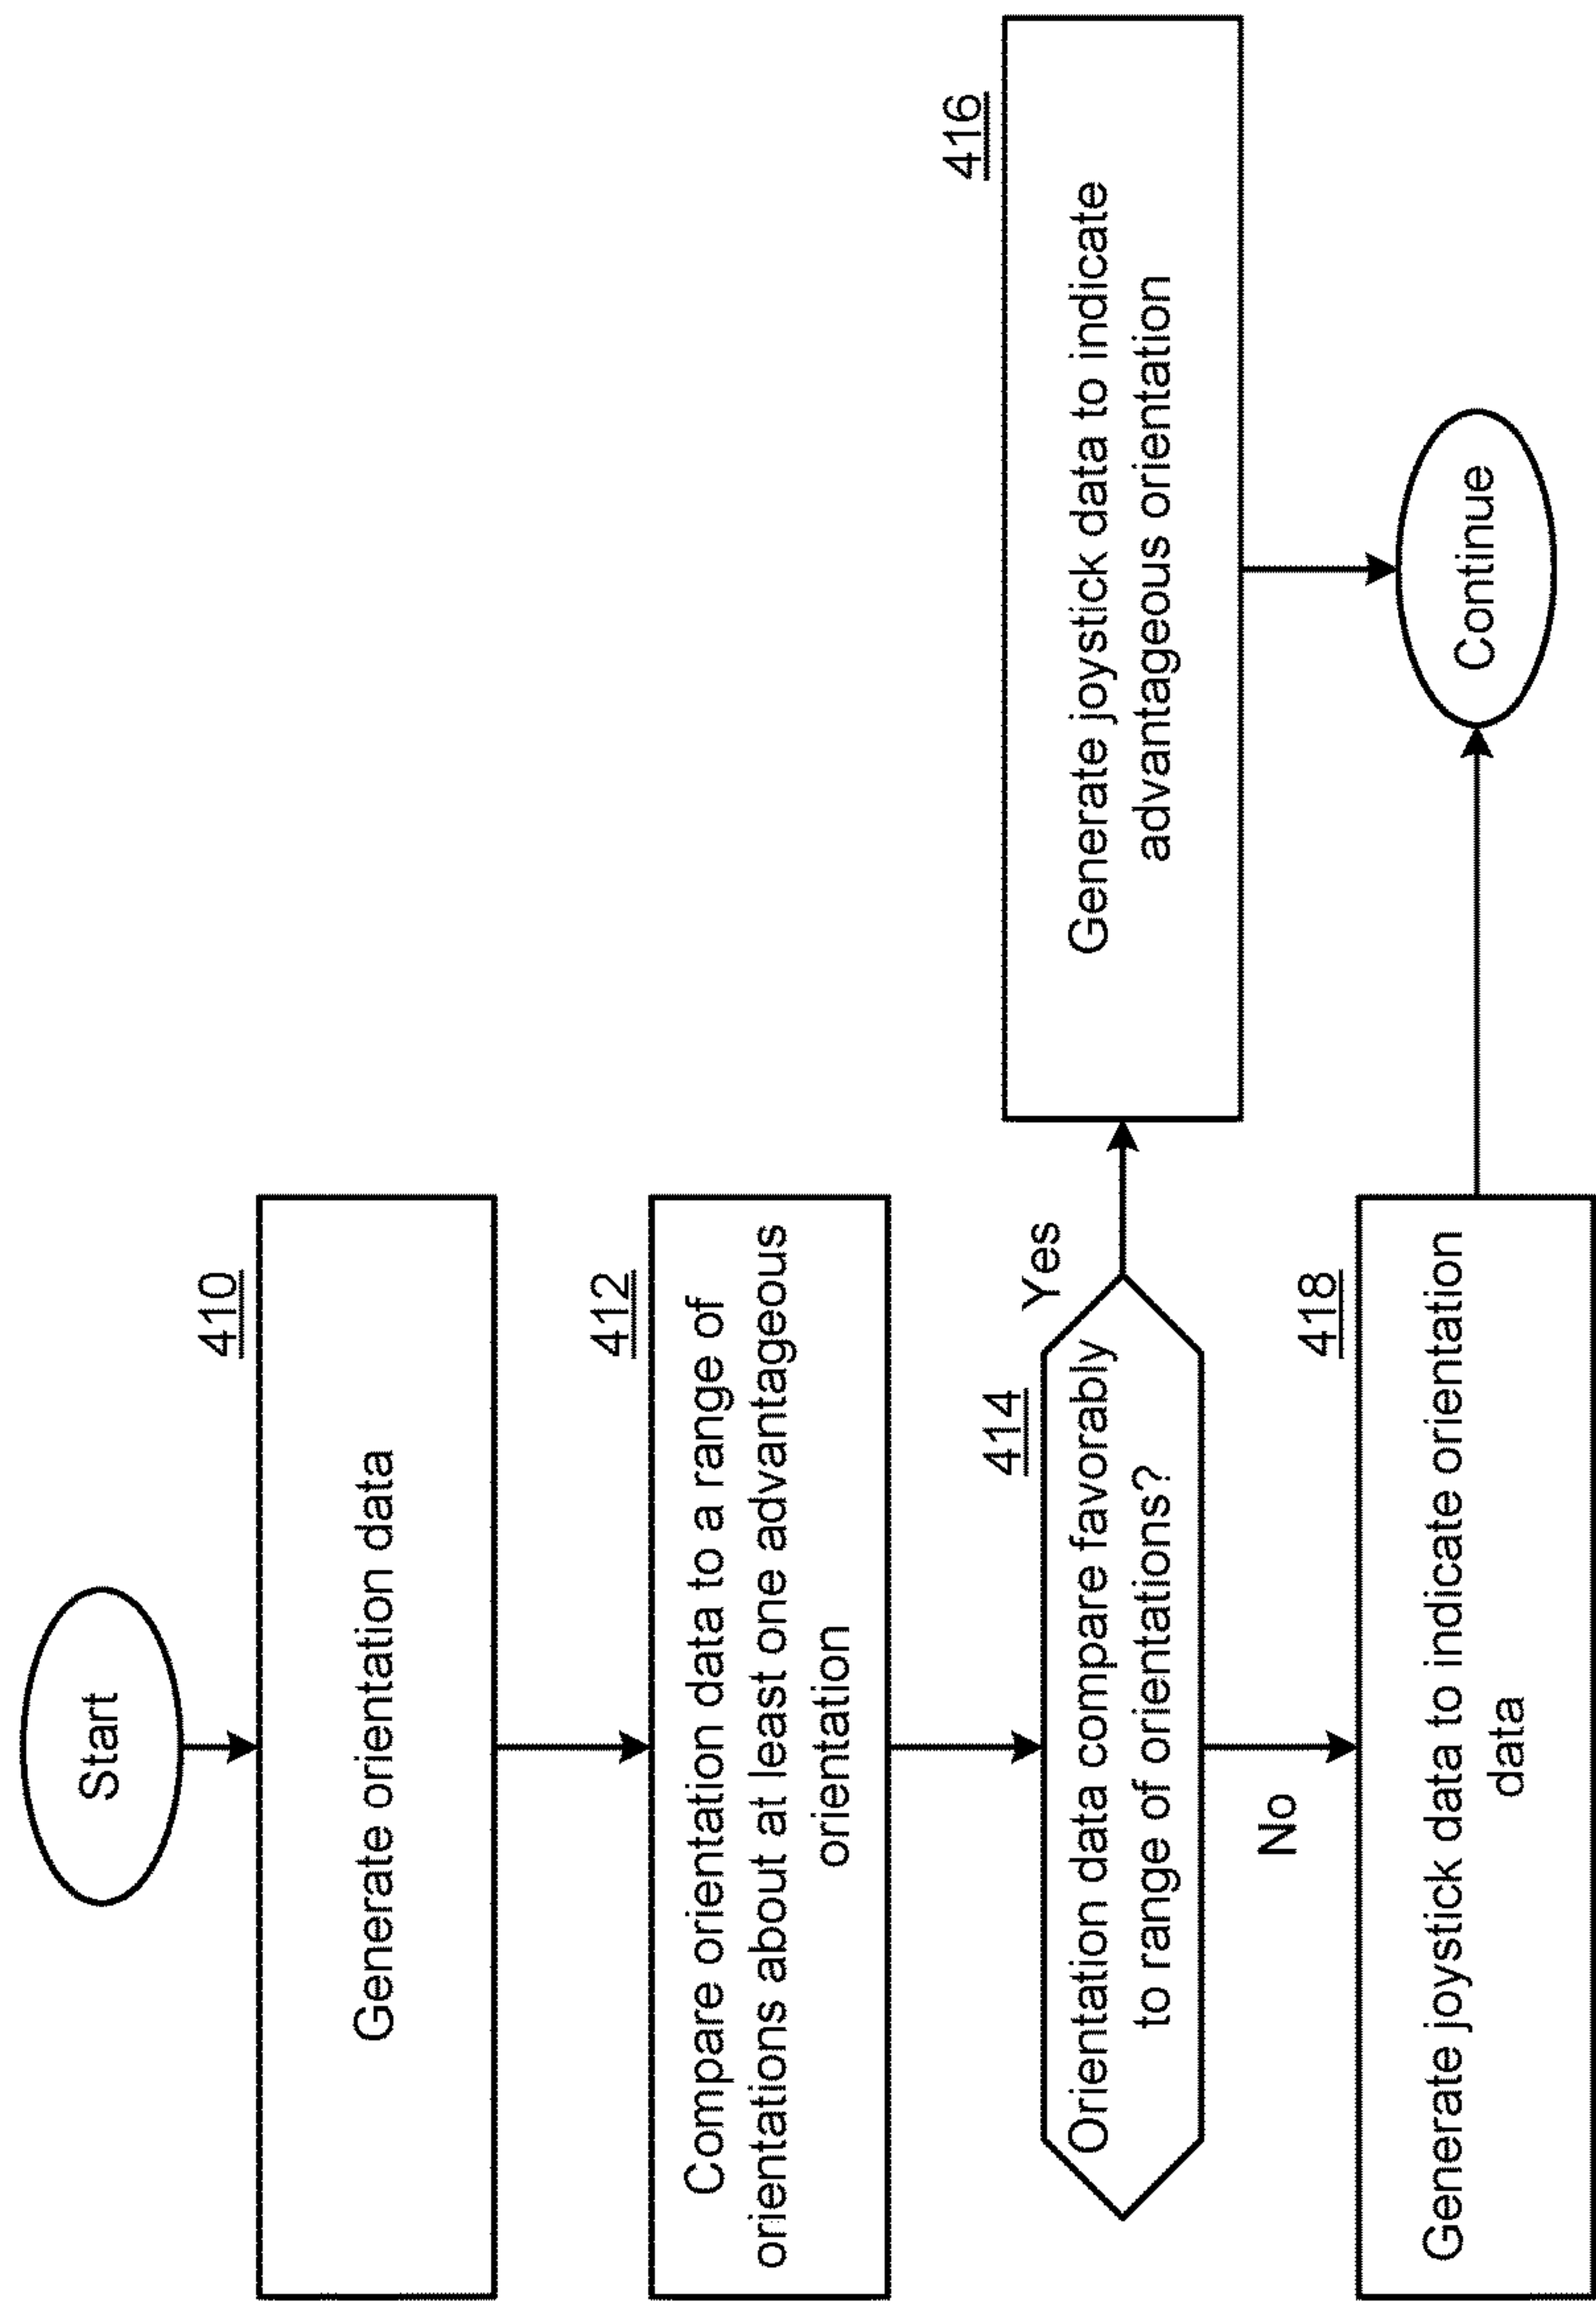 Start
410
Generate orientation data
412
Compare orientation data to a range of
orientations about at least one advantageous
orientation
414
Orientation data compare favorably
to range of orientations?
Yes
416
Generate joystick data to indicate
advantageous orientation
No
418
Generate joystick data to indicate orientation
data
Continue